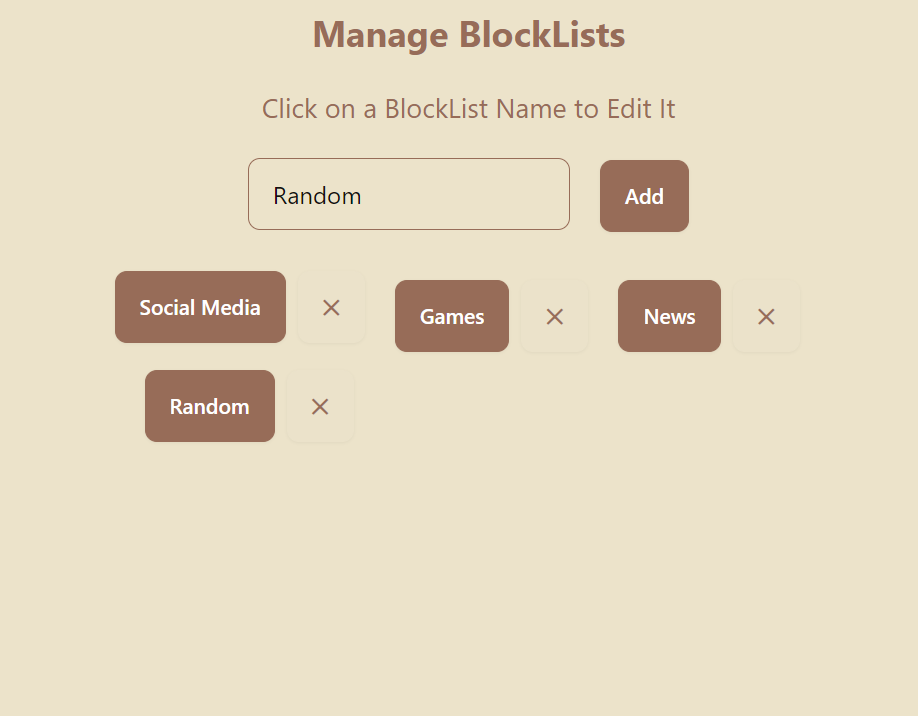 Manage BlockLists
Click on a BlockList Name to Edit It
Random
Add
Social Media
Games
News
Random